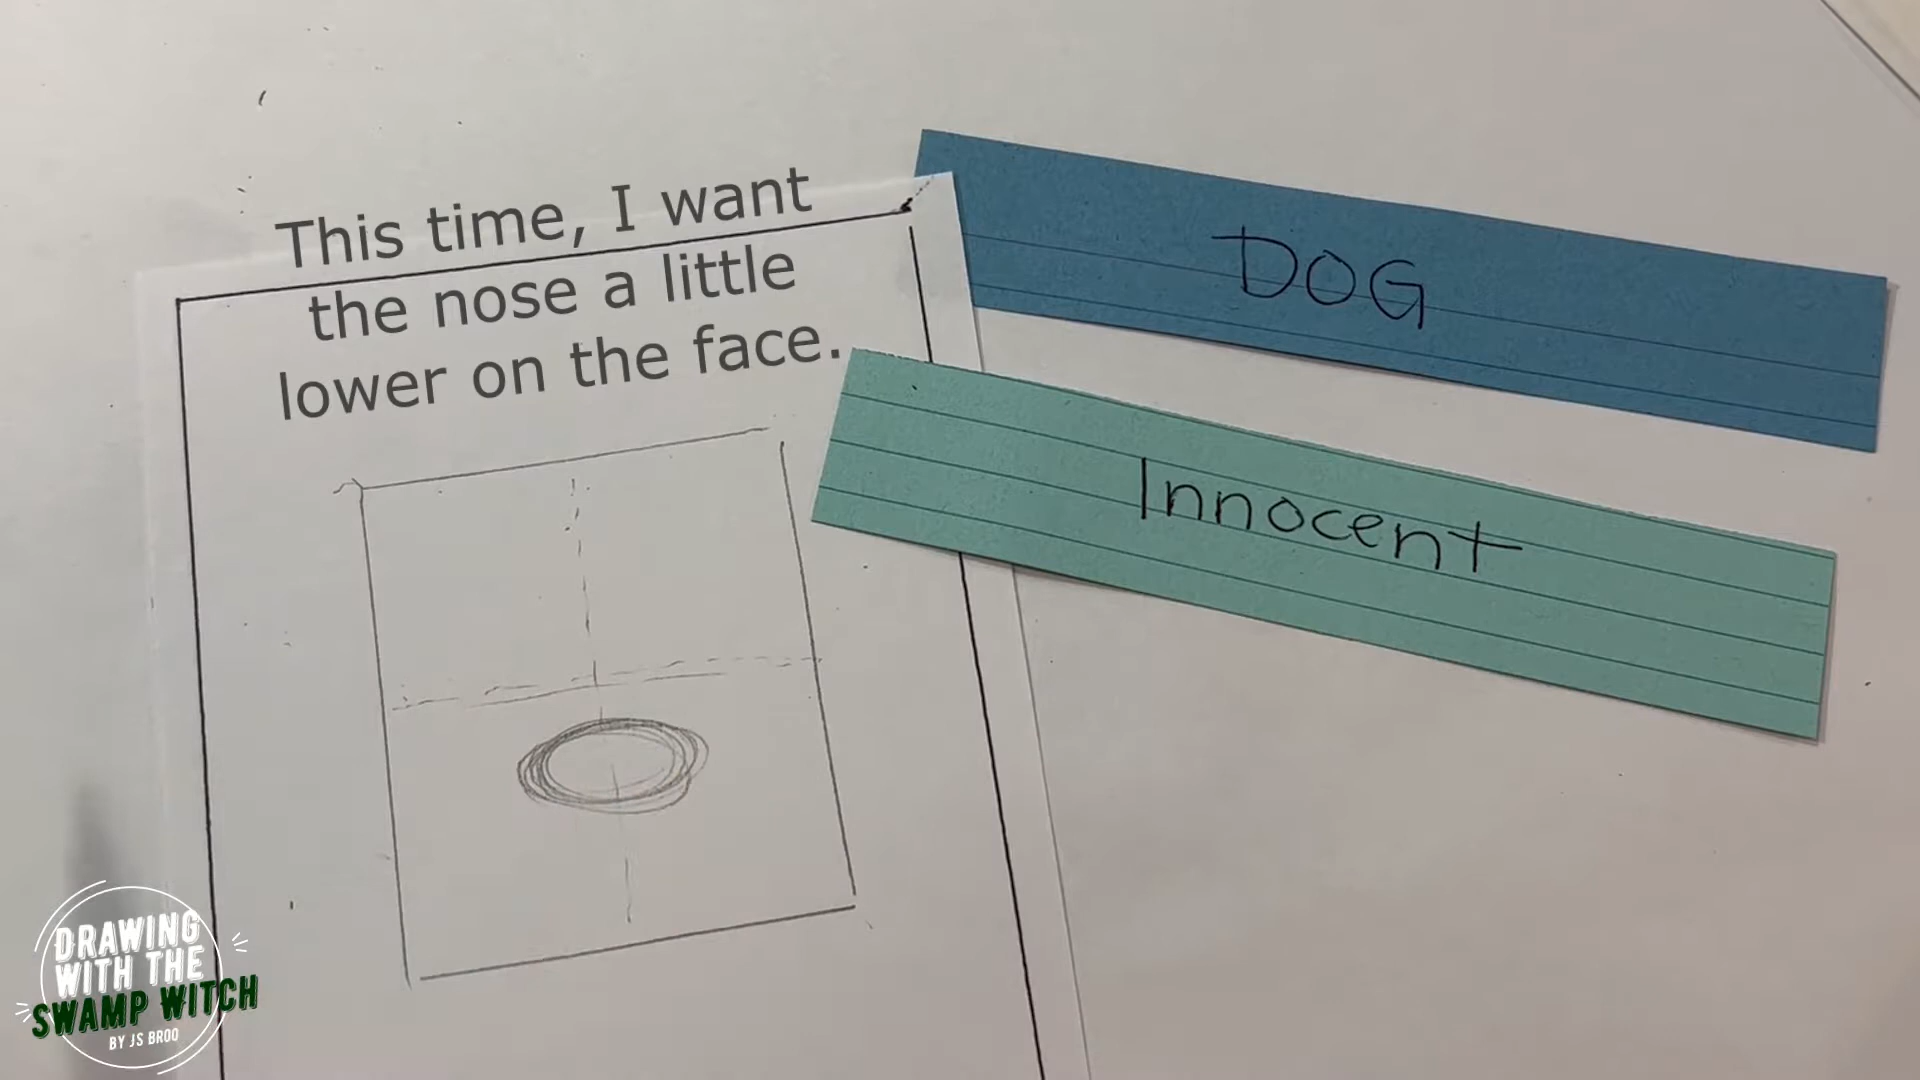 This time, I want
the nose a little
lower on the face.
DOG
Innocent
DRAWING
WITH THE
SWAMP WITCH
BY JS BROO